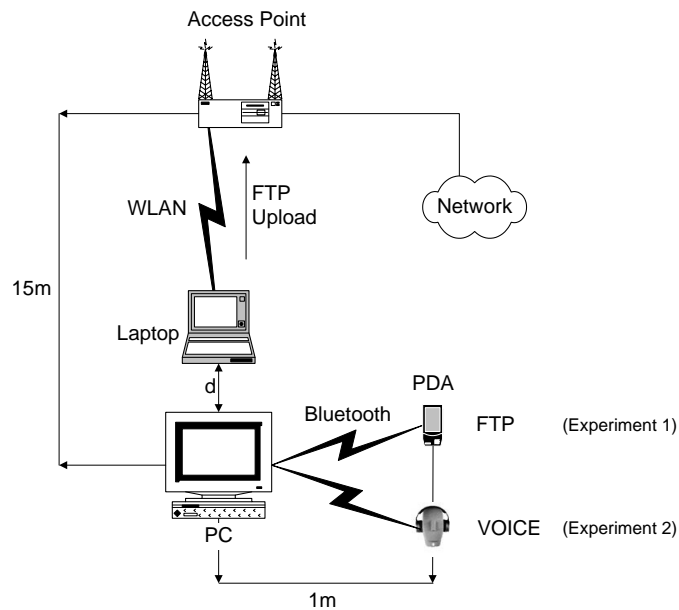 Access Point
WLAN
FTP
Upload
Network
15m
Laptop
d
PDA
Bluetooth
FTP
(Experiment 1)
VOICE
(Experiment 2)
PC
1m